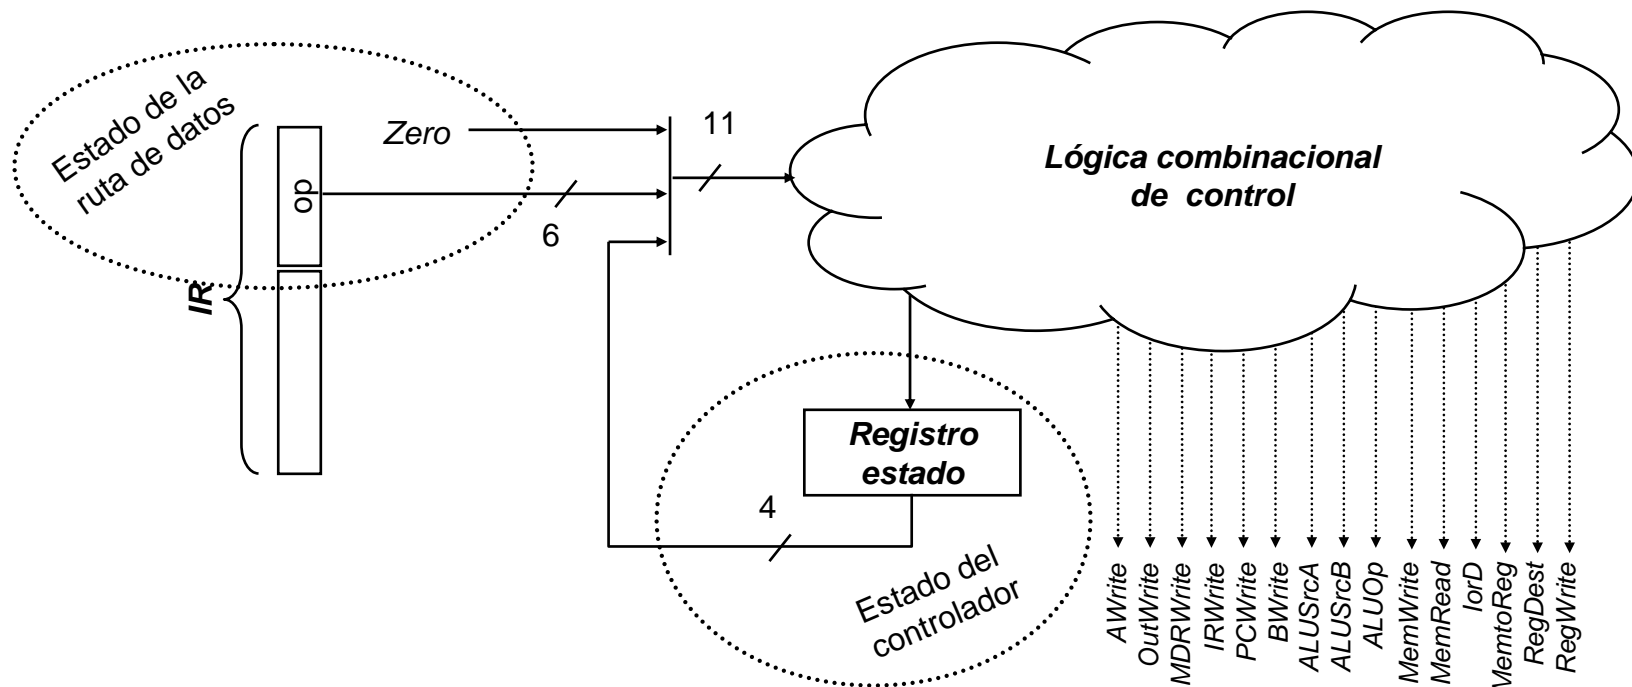 Estado de la
ruta de datos
Zero
11
Lógica combinacional
de control
op
6
IR
Registro
estado
4
Estado del
controlador
AWrite
OutWrite
MDRWrite
IRWrite
PCWrite
BWrite
ALUSrcA
ALUSrcB
ALUOp
MemWrite
MemRead
IorD
MemtoReg
RegDest
RegWrite